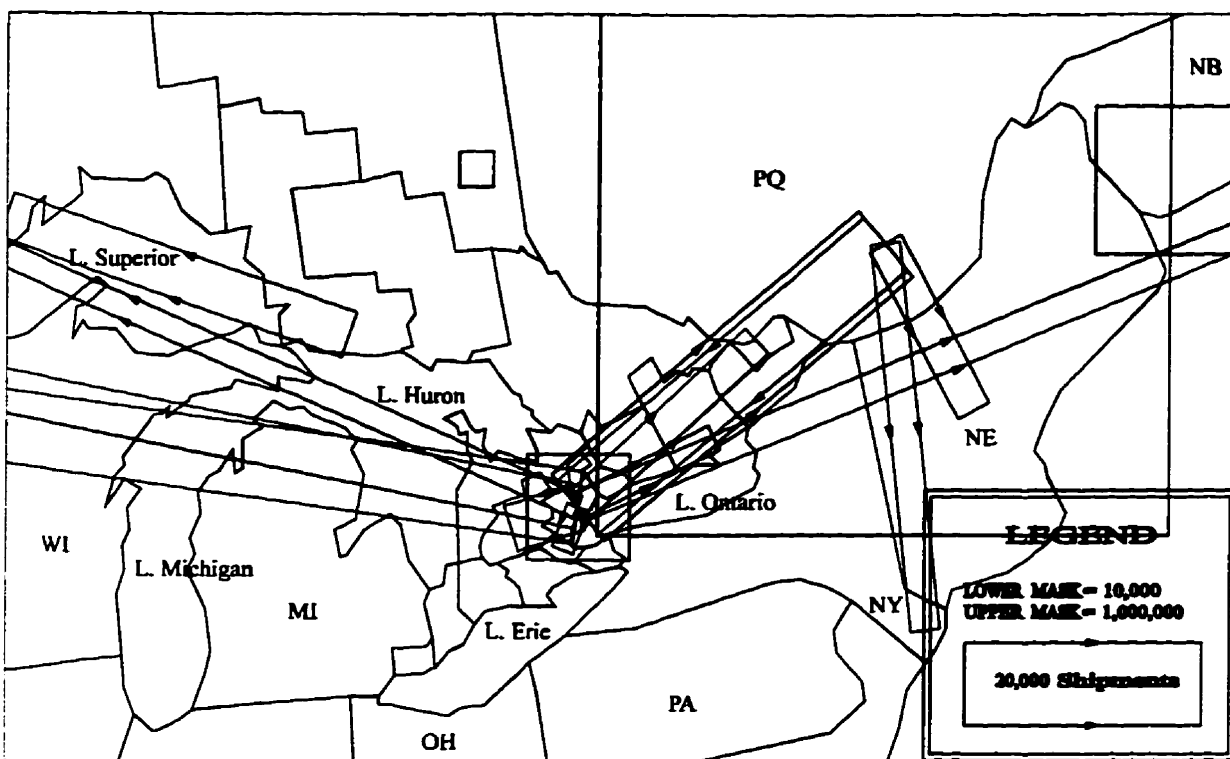 NB
PQ
L. Superior
L. Huron
NE
L. Ontario
WI
L. Michigan
MI
NY
L. Erie
PA
OH
LEGEND
LOWER MASK = 10,000
UPPER MASK = 1,000,000
20,000 Shipments